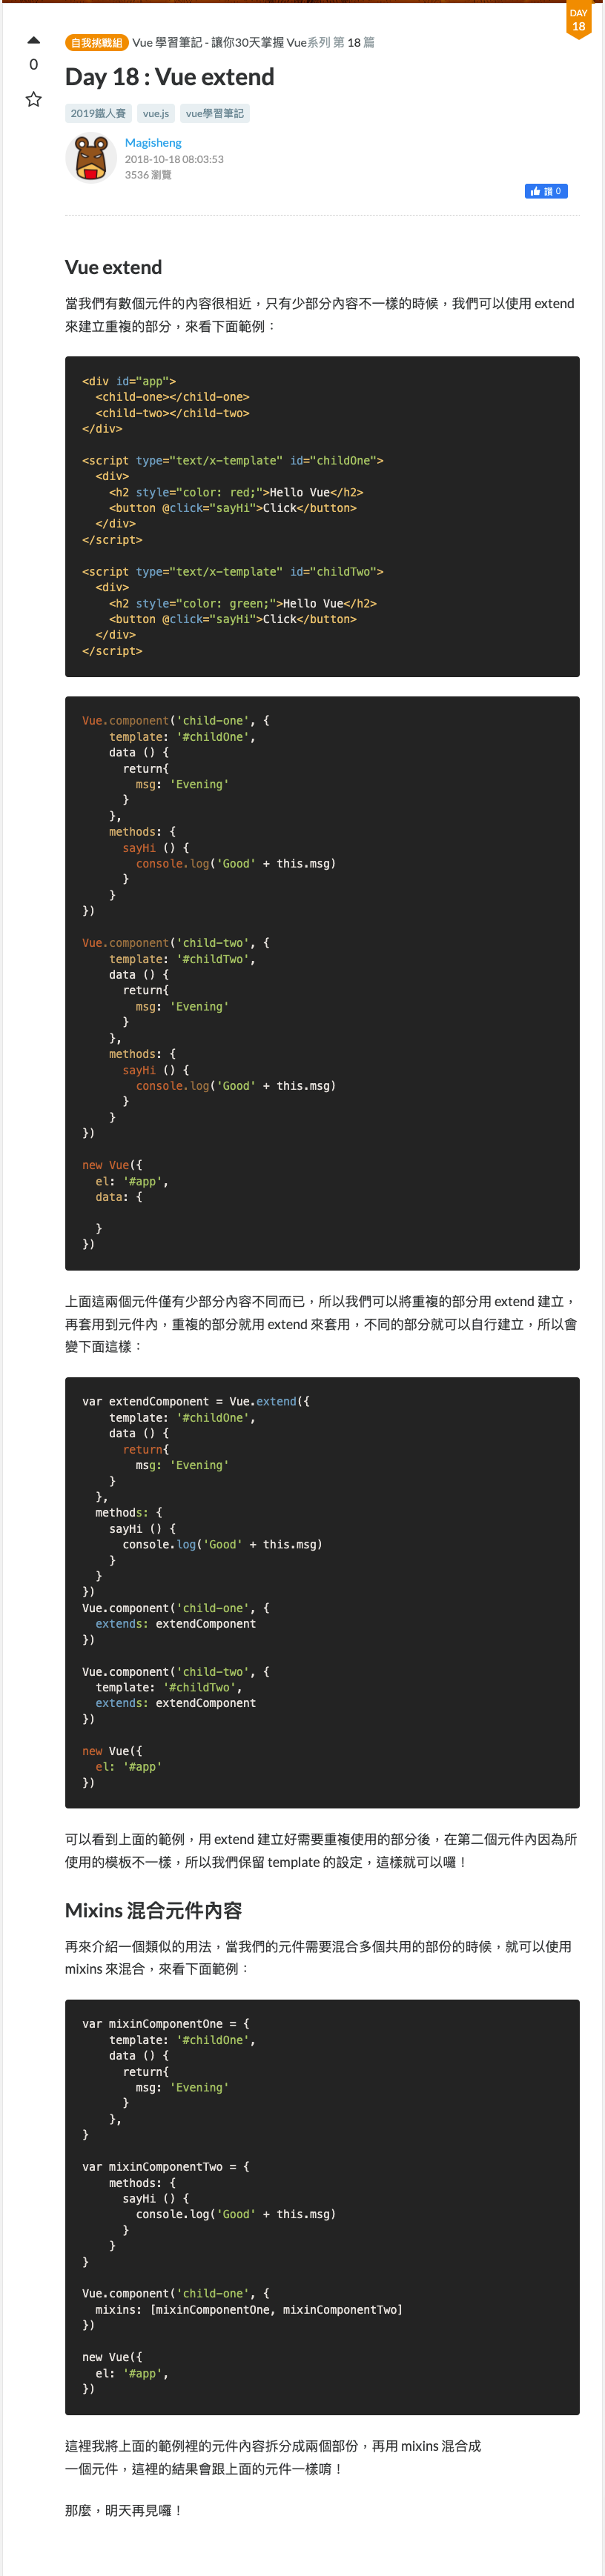 DAY
18
0
自我挑戰組 Vue 學習筆記 - 讓你30天掌握 Vue系列 第 18 篇
Day 18 : Vue extend
2019鐵人賽 vue.js vue學習筆記
Magisheng
2018-10-18 08:03:53
3536 瀏覽
讚 0
Vue extend
當我們有數個元件的內容很相近，只有少部分內容不一樣的時候，我們可以使用 extend
來建立重複的部分，來看下面範例：
<div id="app">
  <child-one></child-one>
  <child-two></child-two>
</div>

<script type="text/x-template" id="childOne">
  <div>
    <h2 style="color: red;">Hello Vue</h2>
    <button @click="sayHi">Click</button>
  </div>
</script>

<script type="text/x-template" id="childTwo">
  <div>
    <h2 style="color: green;">Hello Vue</h2>
    <button @click="sayHi">Click</button>
  </div>
</script>
Vue.component('child-one', {
    template: '#childOne',
    data () {
      return{
        msg: 'Evening'
      }
    },
    methods: {
      sayHi () {
        console.log('Good' + this.msg)
      }
    }
})

Vue.component('child-two', {
    template: '#childTwo',
    data () {
      return{
        msg: 'Evening'
      }
    },
    methods: {
      sayHi () {
        console.log('Good' + this.msg)
      }
    }
})

new Vue({
  el: '#app',
  data: {

  }
})
上面這兩個元件僅有少部分內容不同而已，所以我們可以將重複的部分用 extend 建立，
再套用到元件內，重複的部分就用 extend 來套用，不同的部分就可以自行建立，所以會
變下面這樣：
var extendComponent = Vue.extend({
    template: '#childOne',
    data () {
      return{
        msg: 'Evening'
    }
  },
  methods: {
    sayHi () {
      console.log('Good' + this.msg)
    }
  }
})
Vue.component('child-one', {
  extends: extendComponent
})

Vue.component('child-two', {
  template: '#childTwo',
  extends: extendComponent
})

new Vue({
  el: '#app'
})
可以看到上面的範例，用 extend 建立好需要重複使用的部分後，在第二個元件內因為所
使用的模板不一樣，所以我們保留 template 的設定，這樣就可以囉！
Mixins 混合元件內容
再來介紹一個類似的用法，當我們的元件需要混合多個共用的部份的時候，就可以使用
mixins 來混合，來看下面範例：
var mixinComponentOne = {
    template: '#childOne',
    data () {
      return{
        msg: 'Evening'
      }
    },
}

var mixinComponentTwo = {
    methods: {
      sayHi () {
        console.log('Good' + this.msg)
      }
    }
}

Vue.component('child-one', {
  mixins: [mixinComponentOne, mixinComponentTwo]
})

new Vue({
  el: '#app',
})
這裡我將上面的範例裡的元件內容拆分成兩個部份，再用 mixins 混合成
一個元件，這裡的結果會跟上面的元件一樣唷！
那麼，明天再見囉！